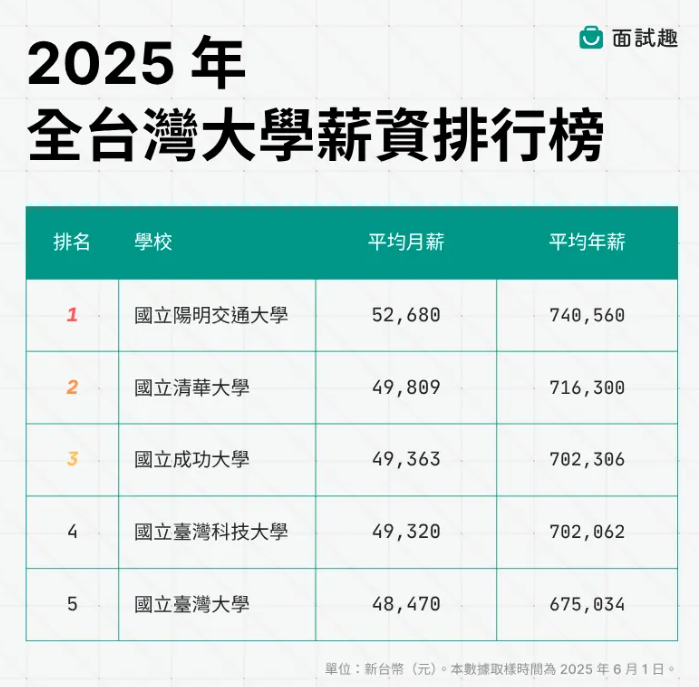 面試趣
2025 年
全台灣大學薪資排行榜
排名 學校 平均月薪 平均年薪
1 國立陽明交通大學 52,680 740,560
2 國立清華大學 49,809 716,300
3 國立成功大學 49,363 702,306
4 國立臺灣科技大學 49,320 702,062
5 國立臺灣大學 48,470 675,034
單位：新台幣（元）。本數據取樣時間為 2025 年 6 月 1 日。